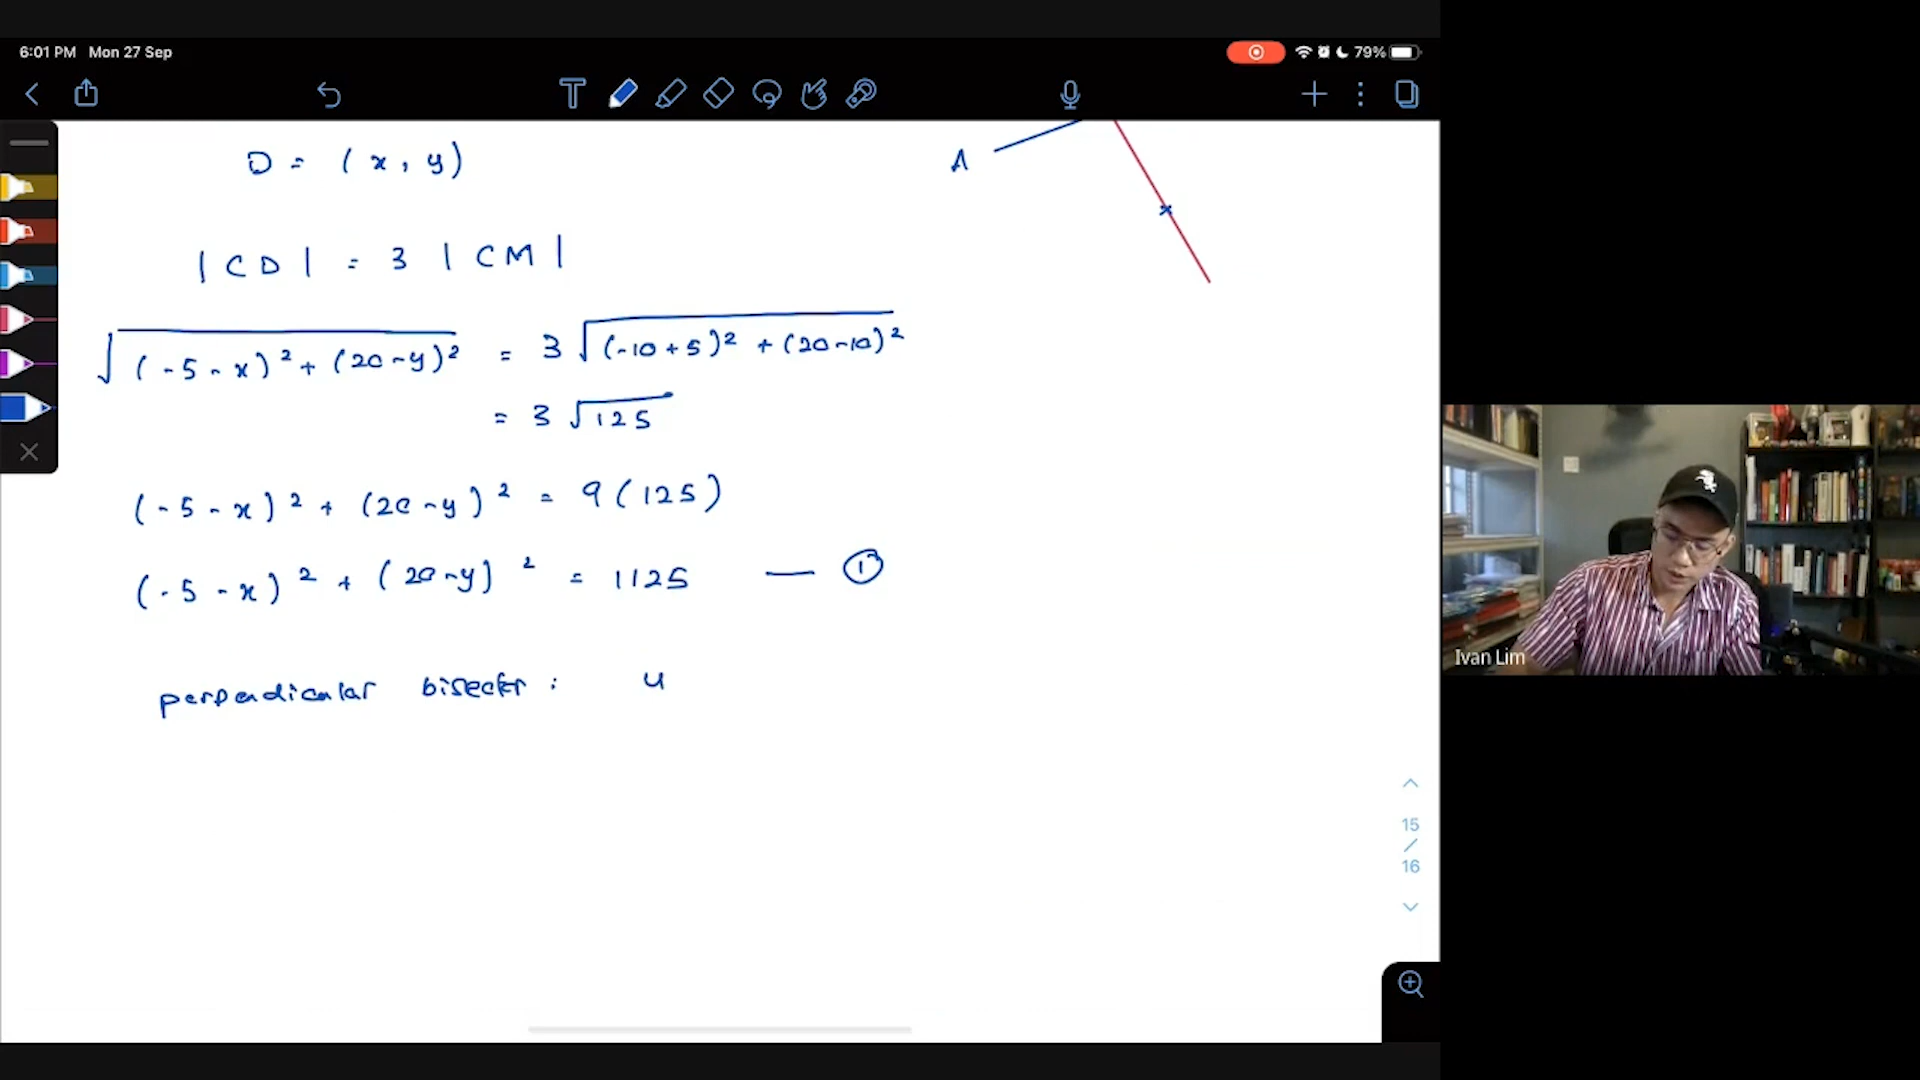 6:01 PM Mon 27 Sep 79%
D = (x, y)
A
|CD| = 3 |CM|
√((-5-x)² + (20-y)²) = 3 √((-10+5)² + (20-10)²)
= 3 √125
(-5-x)² + (20-y)² = 9(125)
(-5-x)² + (20-y)² = 1125 — ①
perpendicular bisector : y
15
/
16
Ivan Lim